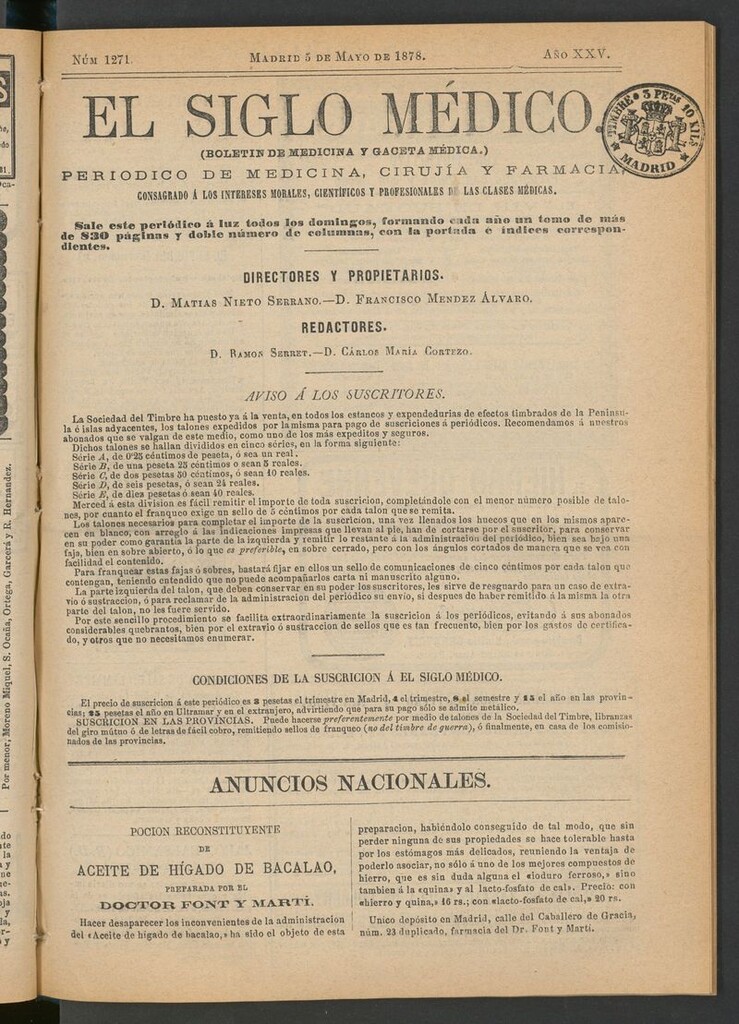 NÚM 1271.
MADRID 5 DE MAYO DE 1878.
AÑO XXV.
EL SIGLO MÉDICO
TIMBRE 3 PETAS 10 KILS
MADRID
(BOLETIN DE MEDICINA Y GACETA MÉDICA.)
PERIODICO DE MEDICINA, CIRUJÍA Y FARMACIA,
CONSAGRADO Á LOS INTERESES MORALES, CIENTÍFICOS Y PROFESIONALES DE LAS CLASES MÉDICAS.
Sale este periódico á luz todos los domingos, formando cada año un tomo de más
de 830 páginas y doble número de columnas, con la portada é índices correspon-
dientes.
DIRECTORES Y PROPIETARIOS.
D. MATIAS NIETO SERRANO.—D. FRANCISCO MENDEZ ÁLVARO.
REDACTORES.
D. RAMON SERRET.—D. CÁRLOS MARÍA CORTEZO.
AVISO Á LOS SUSCRITORES.
La Sociedad del Timbre ha puesto ya á la venta, en todos los estancos y expendedurias de efectos timbrados de la Penínsu-
la é islas adyacentes, los talones expedidos por la misma para pago de suscriciones á periódicos. Recomendamos á nuestros
abonados que se valgan de este medio, como uno de los más expeditos y seguros.
Dichos talones se hallan divididos en cinco séries, en la forma siguiente:
Série A, de 0'25 céntimos de peseta, ó sea un real.
Série B, de una peseta 25 céntimos ó sean 5 reales.
Série C, de dos pesetas 50 céntimos, ó sean 10 reales.
Série D, de seis pesetas, ó sean 24 reales.
Série E, de diez pesetas ó sean 40 reales.
Merced á esta division es fácil remitir el importe de toda suscricion, completándole con el menor número posible de talo-
nes, por cuanto el franqueo exige un sello de 5 céntimos por cada talon que se remita.
Los talones necesarios para completar el importe de la suscricion, una vez llenados los huecos que en los mismos apare-
cen en blanco, con arreglo á las indicaciones impresas que llevan al pié, han de cortarse por el suscritor, para conservar
en su poder como garantía la parte de la izquierda y remitir lo restante á la administracion del periódico, bien sea bajo una
faja, bien en sobre abierto, ó lo que es preferible, en sobre cerrado, pero con los ángulos cortados de manera que se vea con
facilidad el contenido.
Para franquear estas fajas ó sobres, bastará fijar en ellos un sello de comunicaciones de cinco céntimos por cada talon que
contengan, teniendo entendido que no puede acompañarlos carta ni manuscrito alguno.
La parte izquierda del talon, que deben conservar en su poder los suscritores, les sirve de resguardo para un caso de extra-
vío ó sustraccion, ó para reclamar de la administracion del periódico su envío, si despues de haber remitido á la misma la otra
parte del talon, no les fuere servido.
Por este sencillo procedimiento se facilita extraordinariamente la suscricion á los periódicos, evitando á sus abonados
considerables quebrantos, bien por el extravío ó sustraccion de sellos que es tan frecuente, bien por los gastos de certifica-
do, y otros que no necesitamos enumerar.
CONDICIONES DE LA SUSCRICION Á EL SIGLO MÉDICO.
El precio de suscricion á este periódico es 3 pesetas el trimestre en Madrid, 4 el trimestre, 8 el semestre y 15 el año en las provin-
cias; 25 pesetas el año en Ultramar y en el extranjero, advirtiendo que para su pago sólo se admite metálico.
SUSCRICION EN LAS PROVINCIAS. Puede hacerse preferentemente por medio de talones de la Sociedad del Timbre, libranzas
del giro mútuo ó de letras de fácil cobro, remitiendo sellos de franqueo (no del timbre de guerra), ó finalmente, en casa de los comisio-
nados de las provincias.
ANUNCIOS NACIONALES.
POCION RECONSTITUYENTE
DE
ACEITE DE HÍGADO DE BACALAO,
PREPARADA POR EL
DOCTOR FONT Y MARTÍ.
Hacer desaparecer los inconvenientes de la administracion
del «Aceite de hígado de bacalao,» ha sido el objeto de esta
preparacion, habiéndolo conseguido de tal modo, que sin
perder ninguna de sus propiedades se hace tolerable hasta
por los estómagos más delicados, reuniendo la ventaja de
poderlo asociar, no sólo á uno de los mejores compuestos de
hierro, que es sin duda alguna el «ioduro ferroso,» sino
tambien á la «quina» y al lacto-fosfato de cal». Precio: con
«hierro y quina,» 16 rs.; con «lacto-fosfato de cal,» 20 rs.
Unico depósito en Madrid, calle del Caballero de Gracia,
núm. 23 duplicado, farmacia del Dr. Font y Martí.
Por menor, Moreno Miquel, S. Ocaña, Ortega, Garcerá y R. Hernandez.